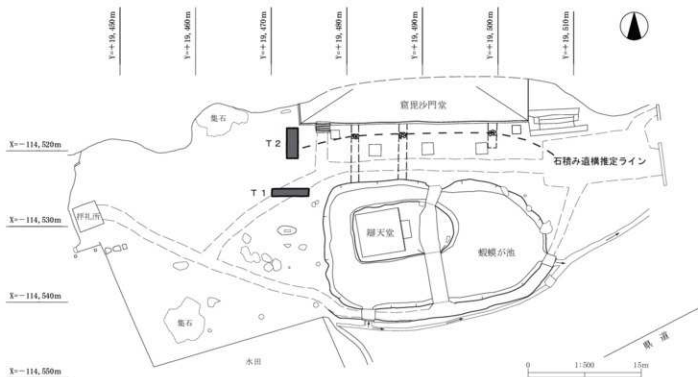 Y=+19,450m
Y=+19,460m
Y=+19,470m
Y=+19,480m
Y=+19,490m
Y=+19,500m
Y=+19,510m
集石
窟毘沙門堂
T2
X=-114,520m
石積み遺構推定ライン
T1
拝礼所
X=-114,530m
辯天堂
蝦蟆が池
X=-114,540m
集石
県道
水田
X=-114,550m
0 1:500 15m